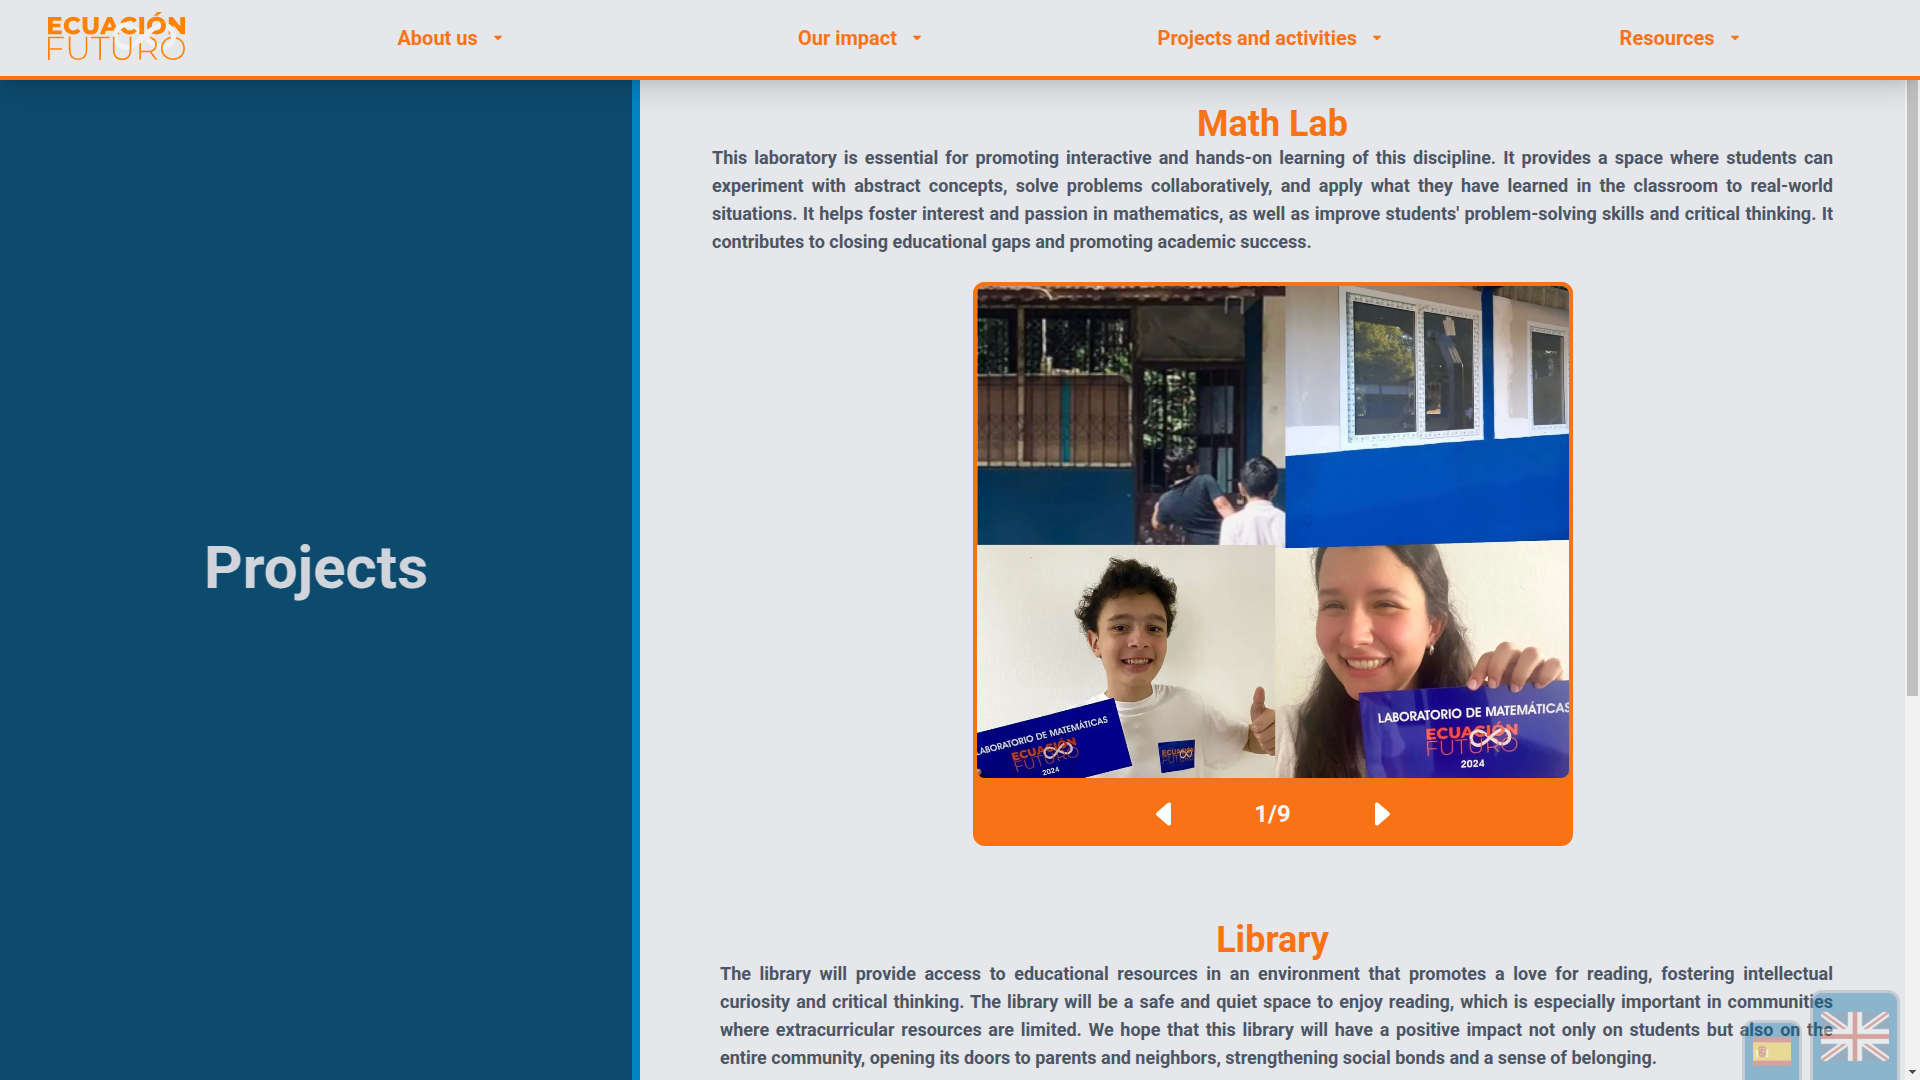 ECUACIÓN
FUTURO
About us
Our impact
Projects and activities
Resources
Projects
Math Lab
This laboratory is essential for promoting interactive and hands-on learning of this discipline. It provides a space where students can
experiment with abstract concepts, solve problems collaboratively, and apply what they have learned in the classroom to real-world
situations. It helps foster interest and passion in mathematics, as well as improve students' problem-solving skills and critical thinking. It
contributes to closing educational gaps and promoting academic success.
LABORATORIO DE MATEMÁTICAS
ECUACIÓN
FUTURO
2024
ECUACIÓN
FUTURO
LABORATORIO DE MATEMÁTICAS
ECUACIÓN
FUTURO
2024
1/9
Library
The library will provide access to educational resources in an environment that promotes a love for reading, fostering intellectual
curiosity and critical thinking. The library will be a safe and quiet space to enjoy reading, which is especially important in communities
where extracurricular resources are limited. We hope that this library will have a positive impact not only on students but also on the
entire community, opening its doors to parents and neighbors, strengthening social bonds and a sense of belonging.